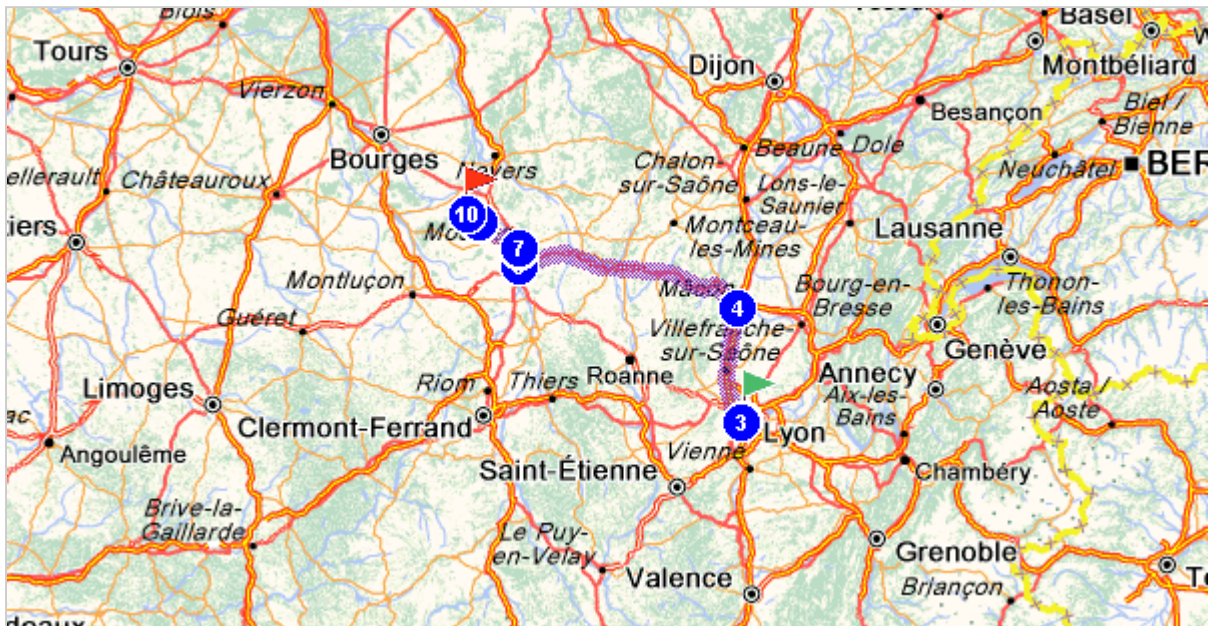 Blois
Tours
Vierzon
Bourges
Nevers
ellerault
Châteauroux
iers
10
7
Montluçon
Guéret
Limoges
Riom
Thiers
Clermont-Ferrand
ac
Angoulême
Brive-la-
Gaillarde
Le Puy-
en-Velay
Saint-Étienne
Roanne
Dijon
Beaune
Dole
Chalon-
sur-Saône
Montceau-
les-Mines
Lons-le-
Saunier
4
Bourg-en-
Bresse
Villefranche-
sur-Saône
3
Lyon
Vienne
Valence
Basel
Montbéliard
Besançon
Biel /
Bienne
Neuchâtel
BER
Lausanne
Thonon-
les-Bains
Genève
Annecy
Aix-les-
Bains
Aosta /
Aoste
Chambéry
Grenoble
Briançon